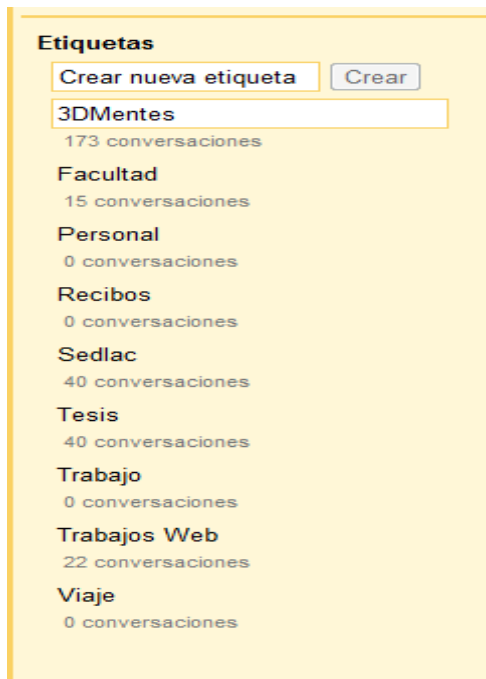 Etiquetas
Crear nueva etiqueta Crear
3DMentes
173 conversaciones
Facultad
15 conversaciones
Personal
0 conversaciones
Recibos
0 conversaciones
Sedlac
40 conversaciones
Tesis
40 conversaciones
Trabajo
0 conversaciones
Trabajos Web
22 conversaciones
Viaje
0 conversaciones